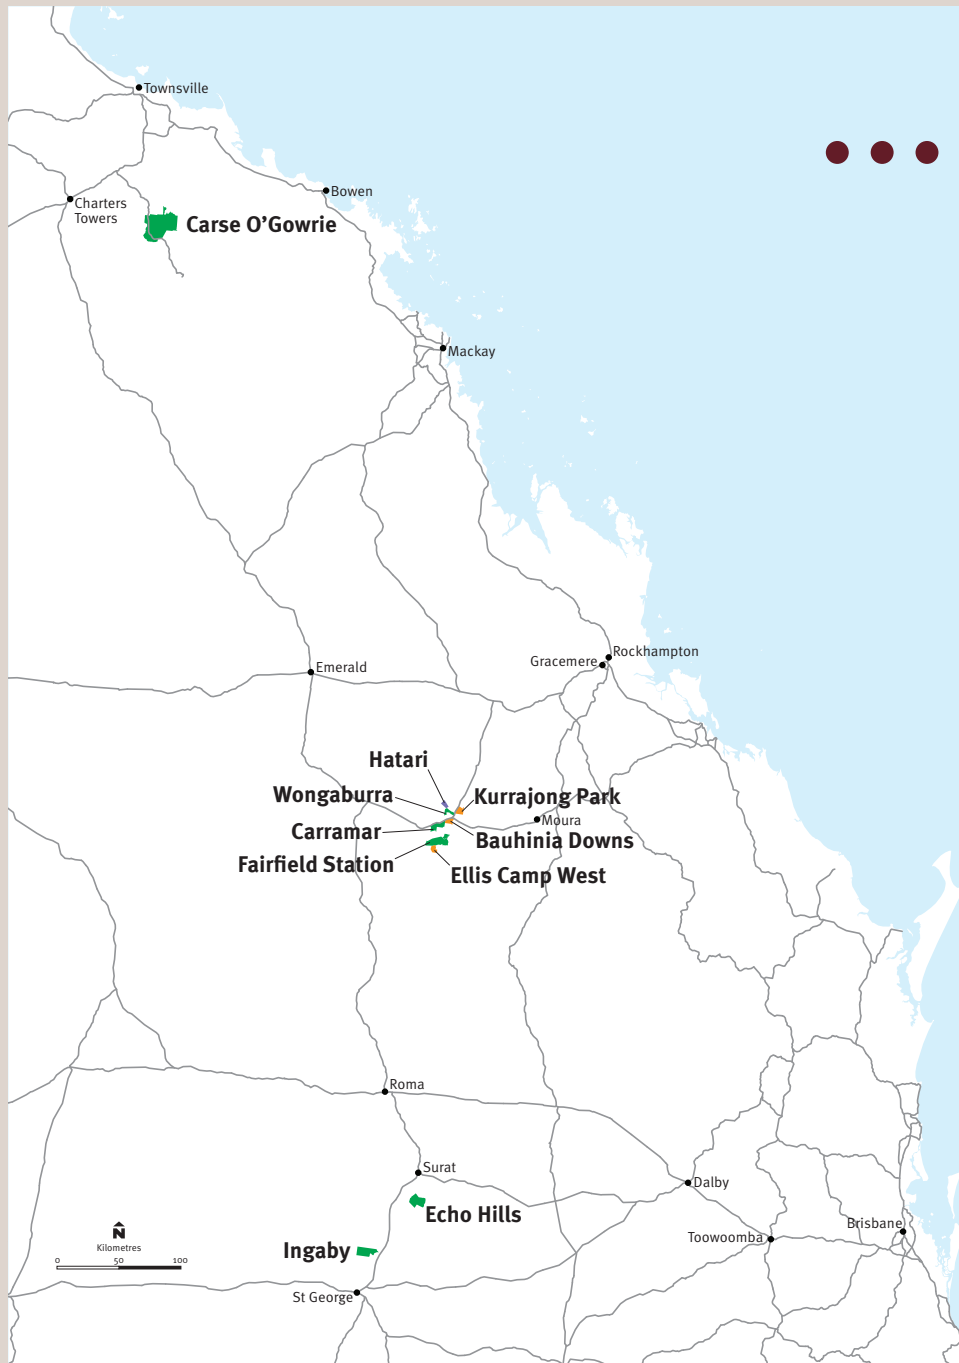 Townsville
Bowen
Charters
Towers
Carse O’Gowrie
Mackay
Rockhampton
Gracemere
Emerald
Hatari
Wongaburra
Kurrajong Park
Carramar
Moura
Bauhinia Downs
Fairfield Station
Ellis Camp West
Roma
Surat
Dalby
Echo Hills
Brisbane
Toowoomba
N
Kilometres
0 50 100
Ingaby
St George